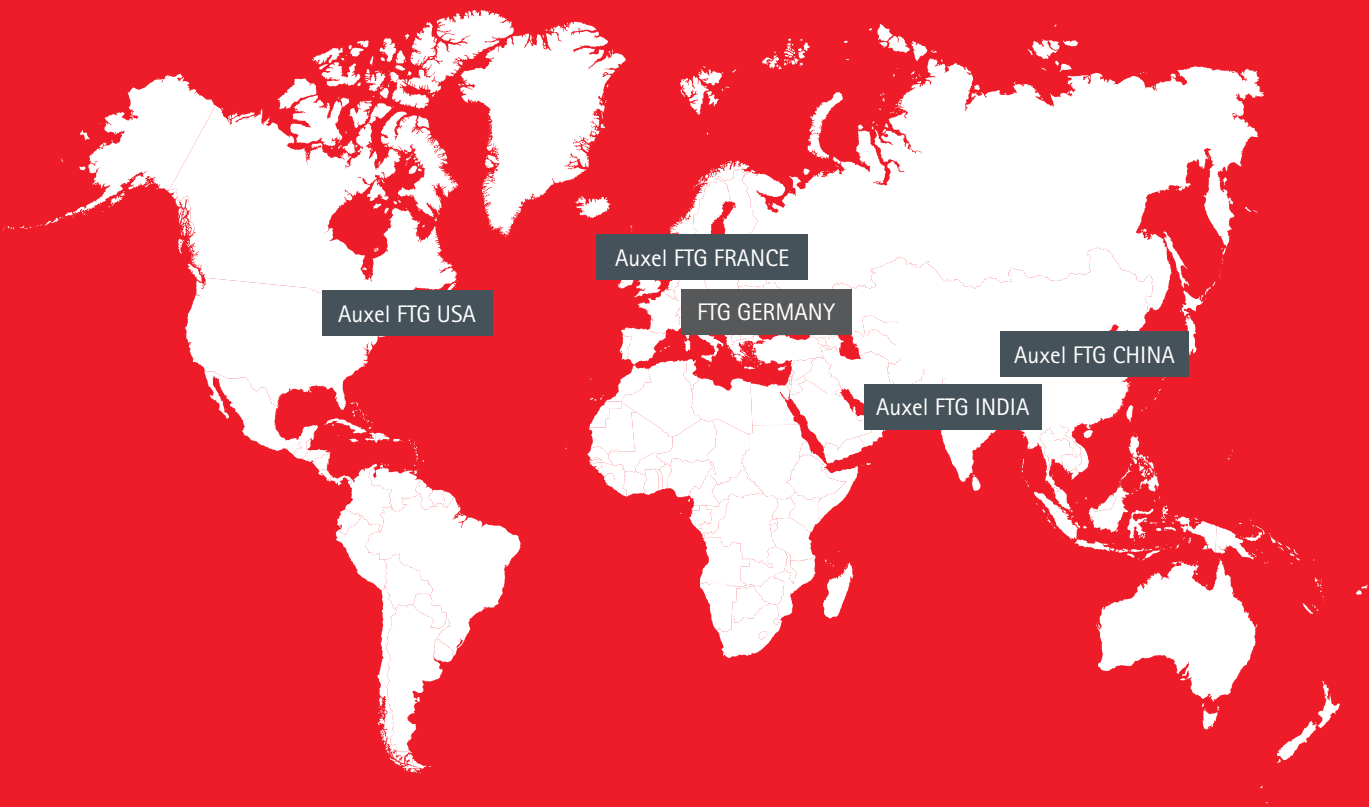 Auxel FTG FRANCE
Auxel FTG USA
FTG GERMANY
Auxel FTG CHINA
Auxel FTG INDIA